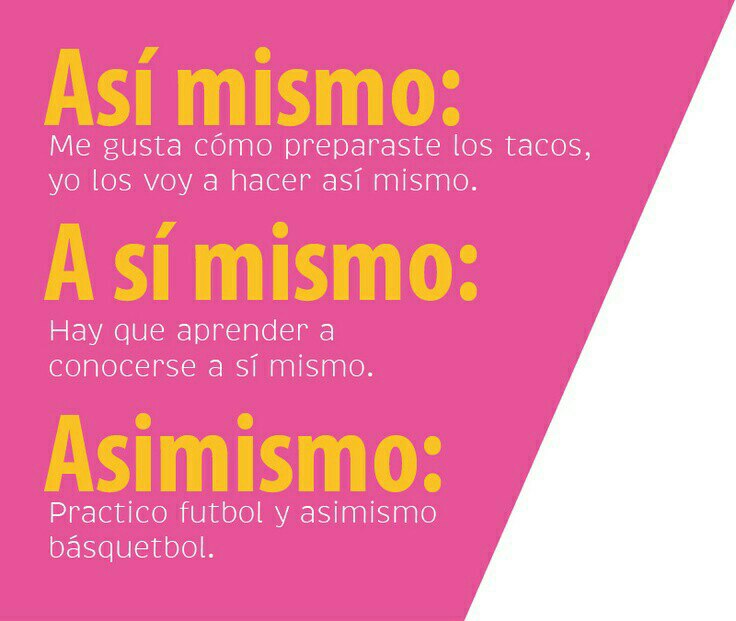 Así mismo:
Me gusta cómo preparaste los tacos,
yo los voy a hacer así mismo.
A sí mismo:
Hay que aprender a
conocerse a sí mismo.
Asimismo:
Practico futbol y asimismo
básquetbol.